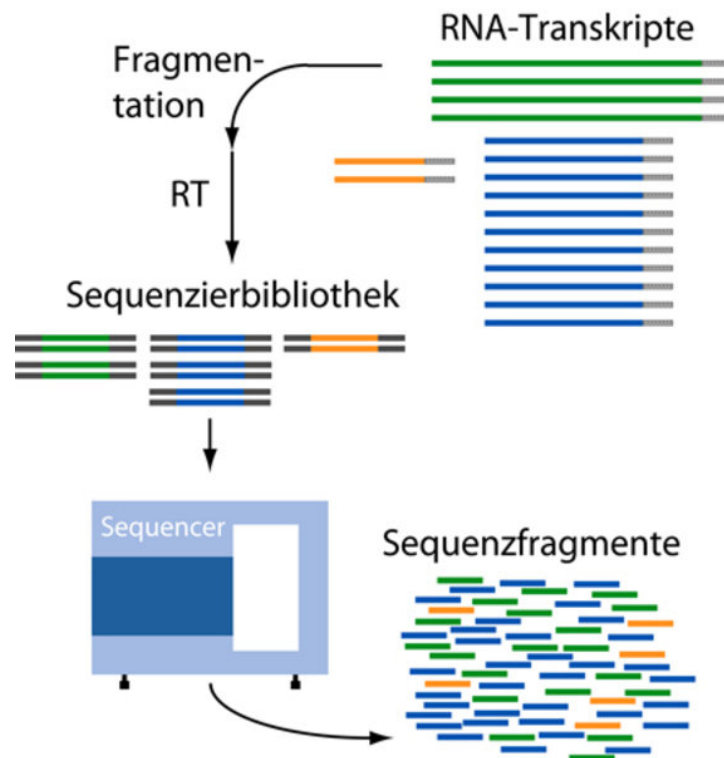 RNA-Transkripte
Fragmen-
tation
RT
Sequenzierbibliothek
Sequencer
Sequenzfragmente